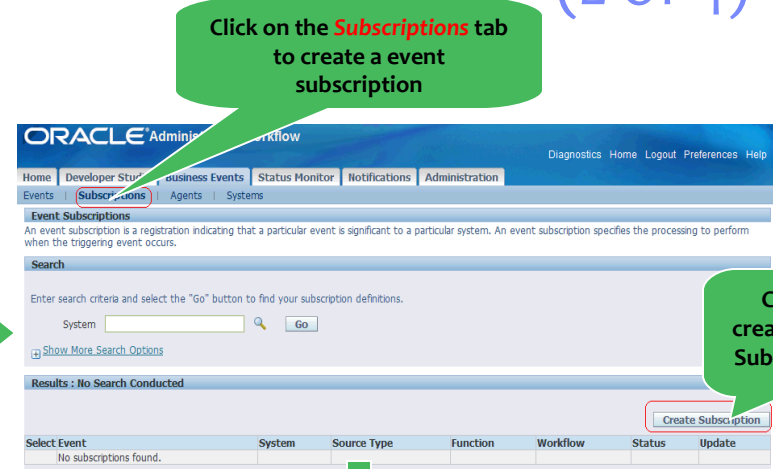 (2 of 4)
Click on the Subscriptions tab
to create a event
subscription
ORACLE
Diagnostics Home Logout Preferences Help
Home Developer Business Events Status Monitor Notifications Administration
Events | Subscriptions | Agents | Systems
Event Subscriptions
An event subscription is a registration indicating that a particular event is significant to a particular system. An event subscription specifies the processing to perform
when the triggering event occurs.
Search
Enter search criteria and select the "Go" button to find your subscription definitions.
System Go
Show More Search Options
Results : No Search Conducted
Create Subscription
Select Event System Source Type Function Workflow Status Update
No subscriptions found.